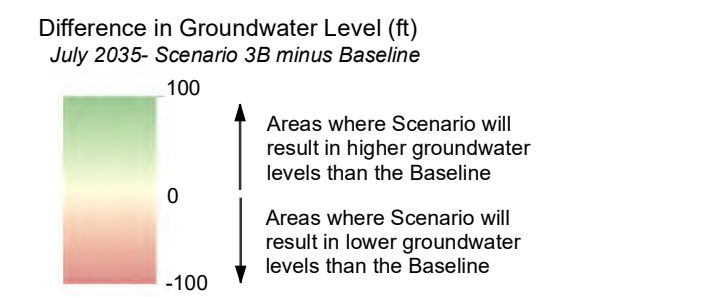 Difference in Groundwater Level (ft)
July 2035- Scenario 3B minus Baseline
100
Areas where Scenario will
result in higher groundwater
levels than the Baseline
0
Areas where Scenario will
result in lower groundwater
levels than the Baseline
-100